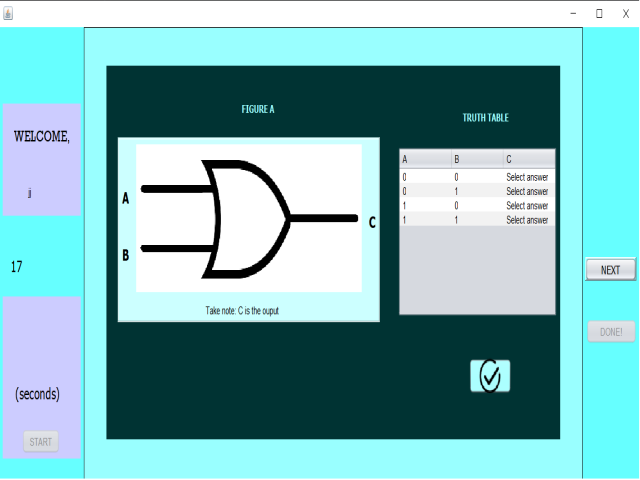 WELCOME,
jj
17
(seconds)
START
FIGURE A
A
B
C
Take note: C is the ouput
TRUTH TABLE
A B C
0 0 Select answer
0 1 Select answer
1 0 Select answer
1 1 Select answer
NEXT
DONE!